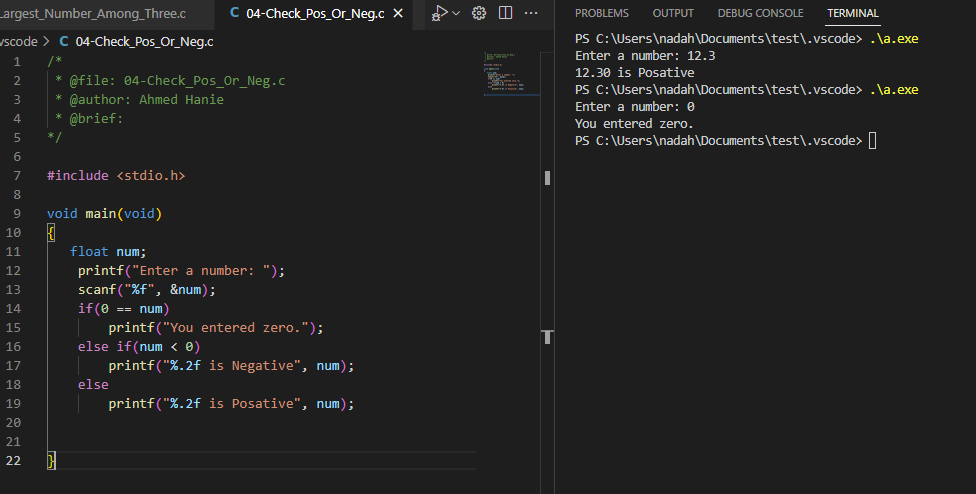 Largest_Number_Among_Three.c
C 04-Check_Pos_Or_Neg.c ×
vscode > C 04-Check_Pos_Or_Neg.c
1 /*
2 * @file: 04-Check_Pos_Or_Neg.c
3 * @author: Ahmed Hanie
4 * @brief:
5 */
6
7 #include <stdio.h>
8
9 void main(void)
10 {
11 float num;
12 printf("Enter a number: ");
13 scanf("%f", &num);
14 if(0 == num)
15 printf("You entered zero.");
16 else if(num < 0)
17 printf("%.2f is Negative", num);
18 else
19 printf("%.2f is Posative", num);
20
21
22 }
PROBLEMS OUTPUT DEBUG CONSOLE TERMINAL
PS C:\Users\nadah\Documents\test\.vscode> .\a.exe
Enter a number: 12.3
12.30 is Posative
PS C:\Users\nadah\Documents\test\.vscode> .\a.exe
Enter a number: 0
You entered zero.
PS C:\Users\nadah\Documents\test\.vscode>